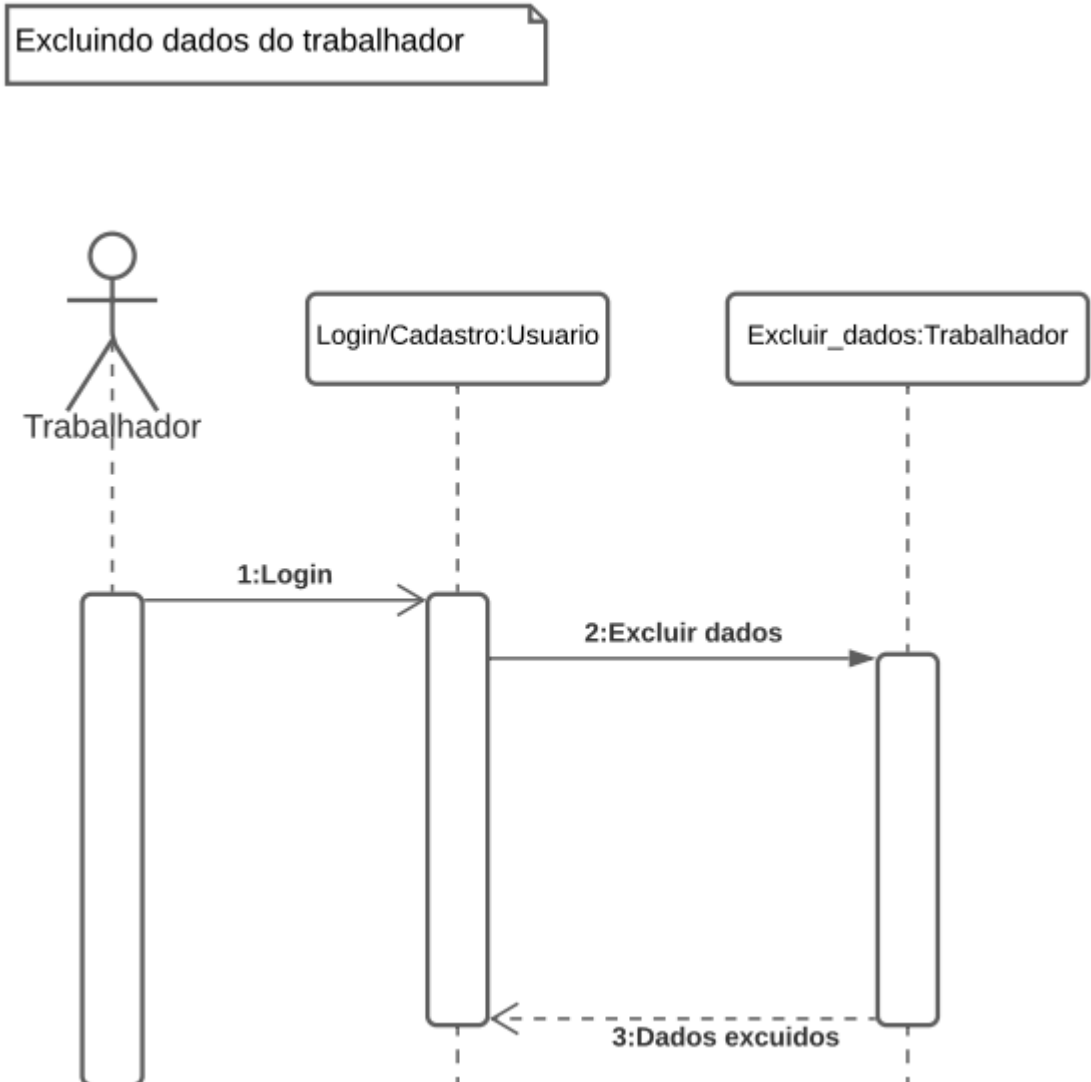 Excluindo dados do trabalhador
Trabalhador
Login/Cadastro:Usuario
Excluir_dados:Trabalhador
1:Login
2:Excluir dados
3:Dados excuidos